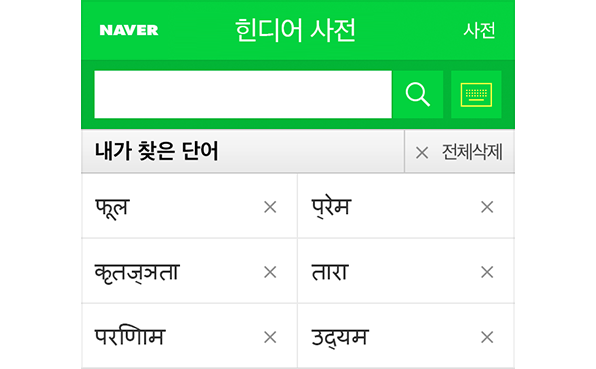 NAVER 힌디어 사전 사전
내가 찾은 단어 × 전체삭제
फूल × प्रेम ×
कृतज्ञता × तारा ×
परिणाम × उद्यम ×